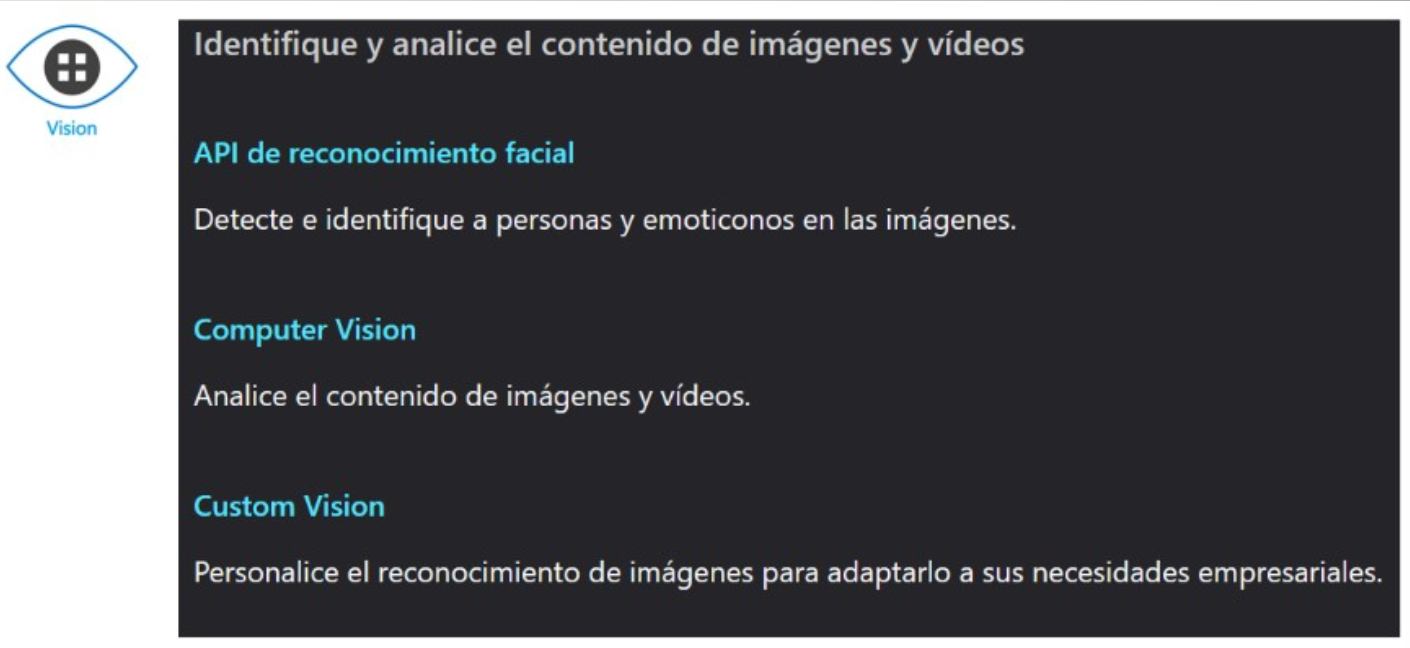 Vision
Identifique y analice el contenido de imágenes y vídeos
API de reconocimiento facial
Detecte e identifique a personas y emoticonos en las imágenes.
Computer Vision
Analice el contenido de imágenes y vídeos.
Custom Vision
Personalice el reconocimiento de imágenes para adaptarlo a sus necesidades empresariales.